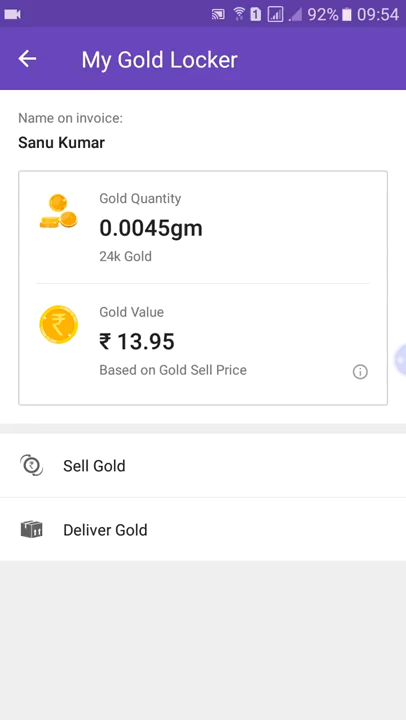 1 92% 09:54
My Gold Locker
Name on invoice:
Sanu Kumar
Gold Quantity
0.0045gm
24k Gold
Gold Value
₹ 13.95
Based on Gold Sell Price
Sell Gold
Deliver Gold